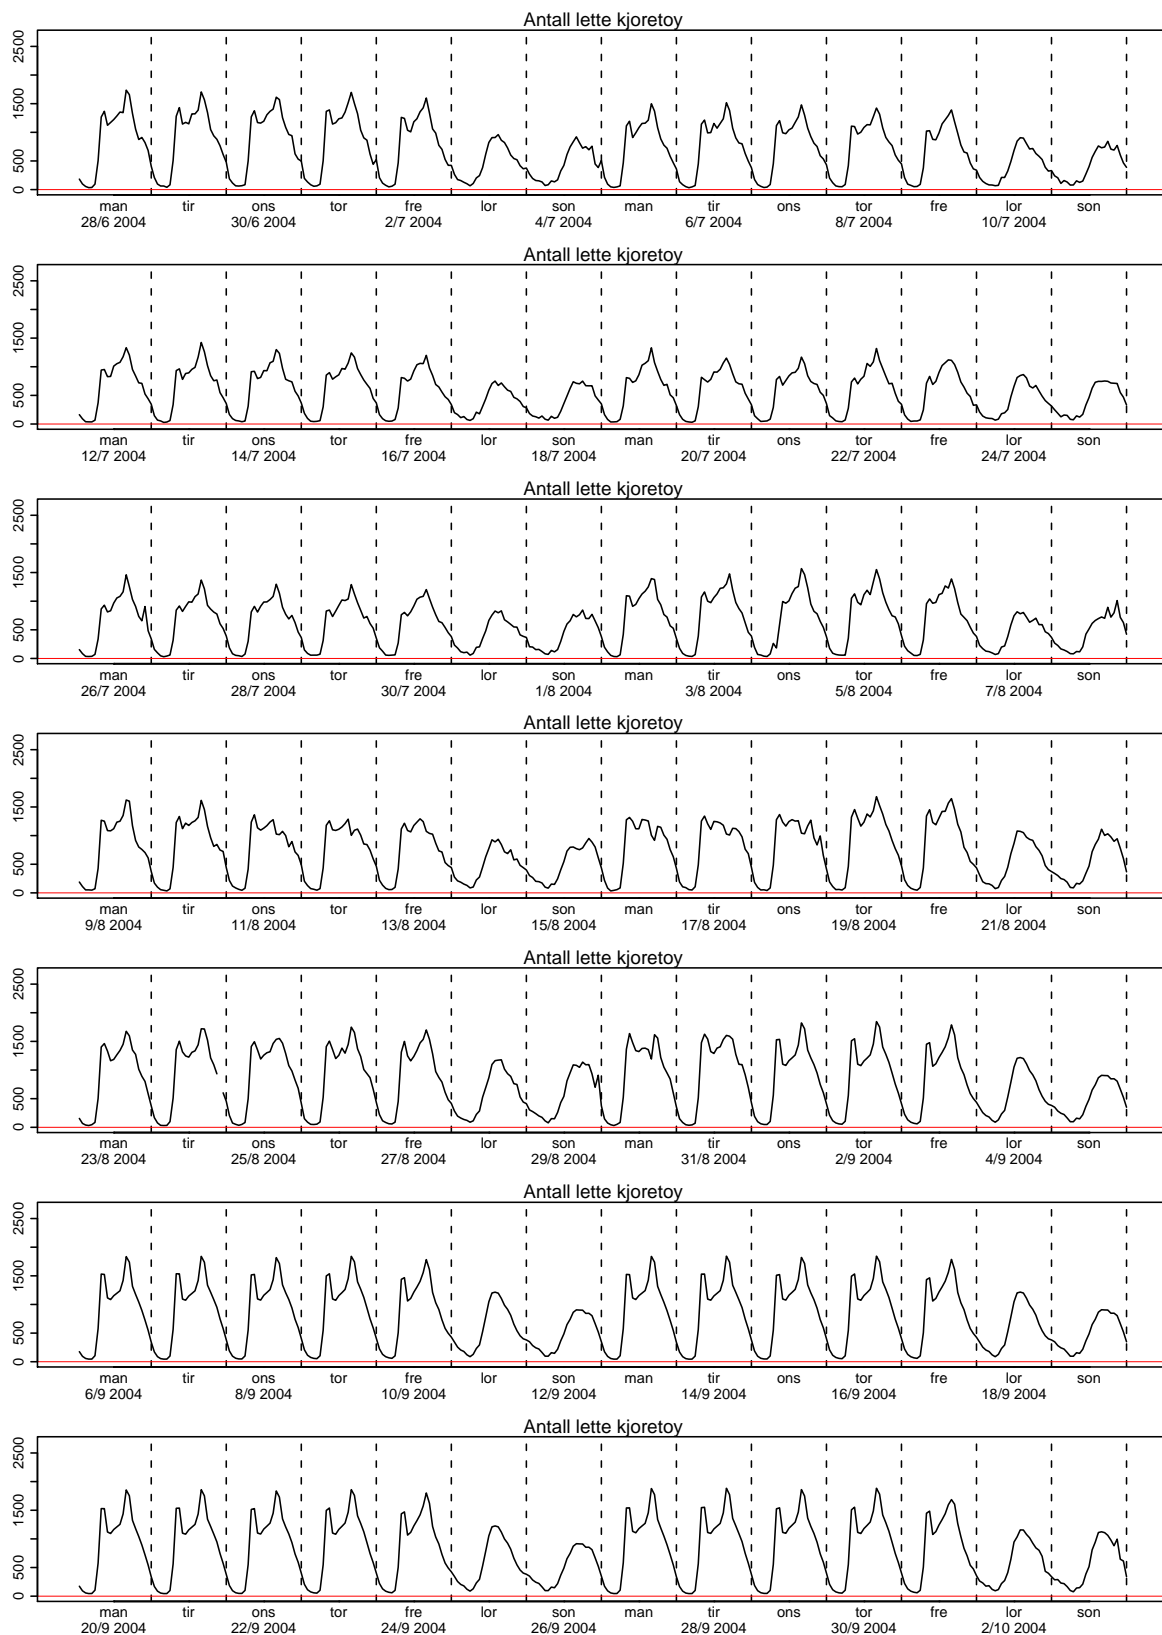 Antall lette kjoretoy
0 500 1500 2500
man tir ons tor fre lor son man tir ons tor fre lor son
28/6 2004 30/6 2004 2/7 2004 4/7 2004 6/7 2004 8/7 2004 10/7 2004
Antall lette kjoretoy
0 500 1500 2500
man tir ons tor fre lor son man tir ons tor fre lor son
12/7 2004 14/7 2004 16/7 2004 18/7 2004 20/7 2004 22/7 2004 24/7 2004
Antall lette kjoretoy
0 500 1500 2500
man tir ons tor fre lor son man tir ons tor fre lor son
26/7 2004 28/7 2004 30/7 2004 1/8 2004 3/8 2004 5/8 2004 7/8 2004
Antall lette kjoretoy
0 500 1500 2500
man tir ons tor fre lor son man tir ons tor fre lor son
9/8 2004 11/8 2004 13/8 2004 15/8 2004 17/8 2004 19/8 2004 21/8 2004
Antall lette kjoretoy
0 500 1500 2500
man tir ons tor fre lor son man tir ons tor fre lor son
23/8 2004 25/8 2004 27/8 2004 29/8 2004 31/8 2004 2/9 2004 4/9 2004
Antall lette kjoretoy
0 500 1500 2500
man tir ons tor fre lor son man tir ons tor fre lor son
6/9 2004 8/9 2004 10/9 2004 12/9 2004 14/9 2004 16/9 2004 18/9 2004
Antall lette kjoretoy
0 500 1500 2500
man tir ons tor fre lor son man tir ons tor fre lor son
20/9 2004 22/9 2004 24/9 2004 26/9 2004 28/9 2004 30/9 2004 2/10 2004